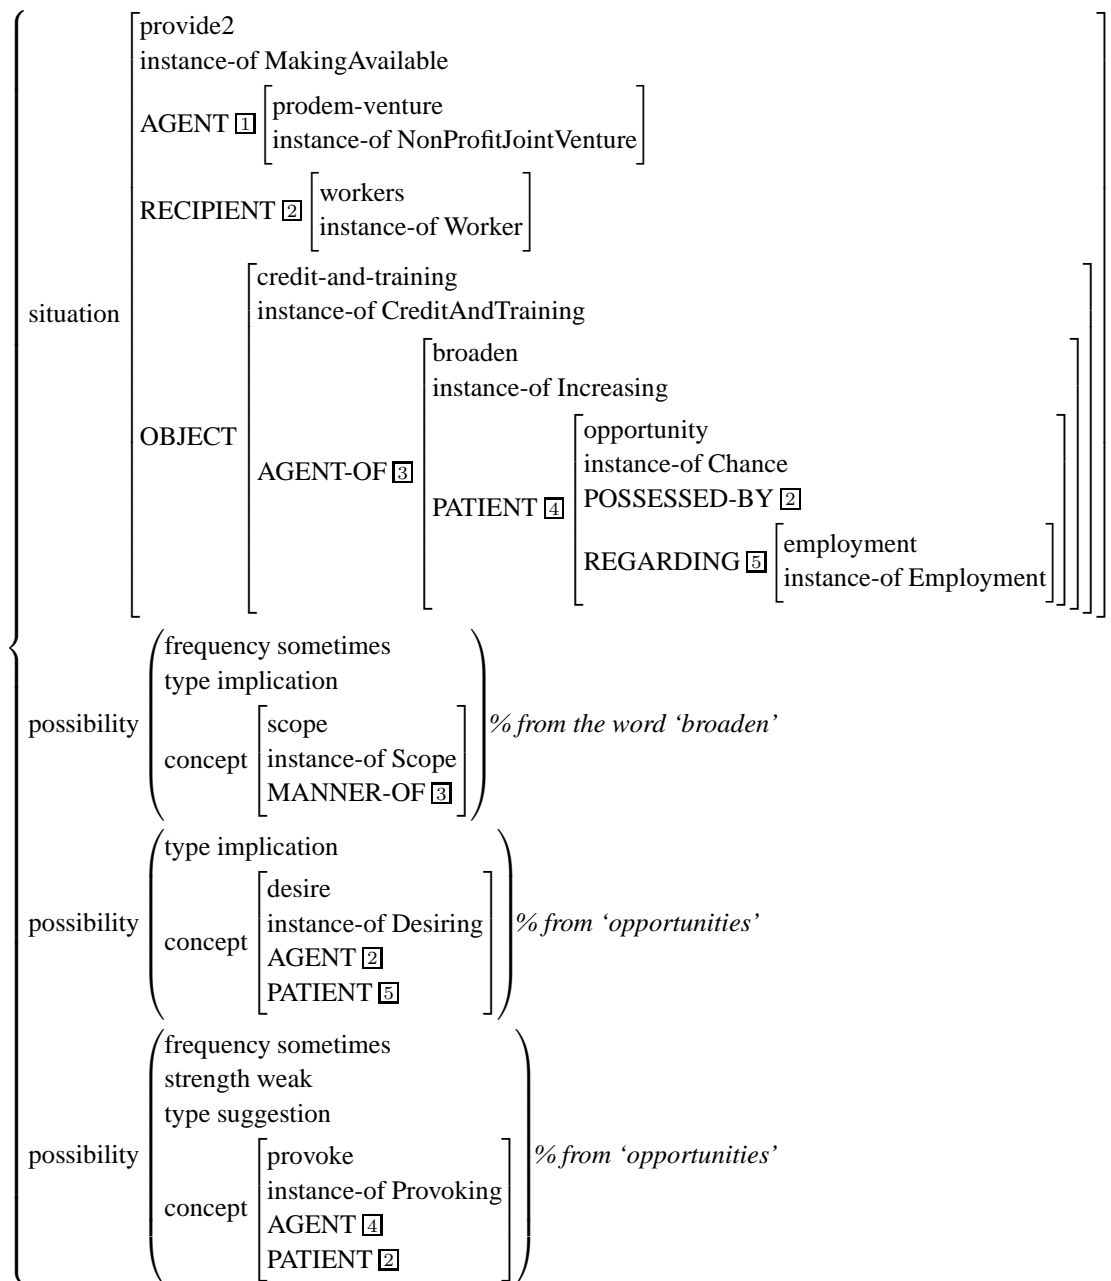 provide2
instance-of MakingAvailable
AGENT 1 prodem-venture
instance-of NonProfitJointVenture
RECIPIENT 2 workers
instance-of Worker
situation
OBJECT
credit-and-training
instance-of CreditAndTraining
AGENT-OF 3
broaden
instance-of Increasing
PATIENT 4
opportunity
instance-of Chance
POSSESSED-BY 2
REGARDING 5 employment
instance-of Employment
possibility
frequency sometimes
type implication
concept
scope
instance-of Scope
MANNER-OF 3
% from the word ‘broaden’
possibility
type implication
concept
desire
instance-of Desiring
AGENT 2
PATIENT 5
% from ‘opportunities’
possibility
frequency sometimes
strength weak
type suggestion
concept
provoke
instance-of Provoking
AGENT 4
PATIENT 2
% from ‘opportunities’